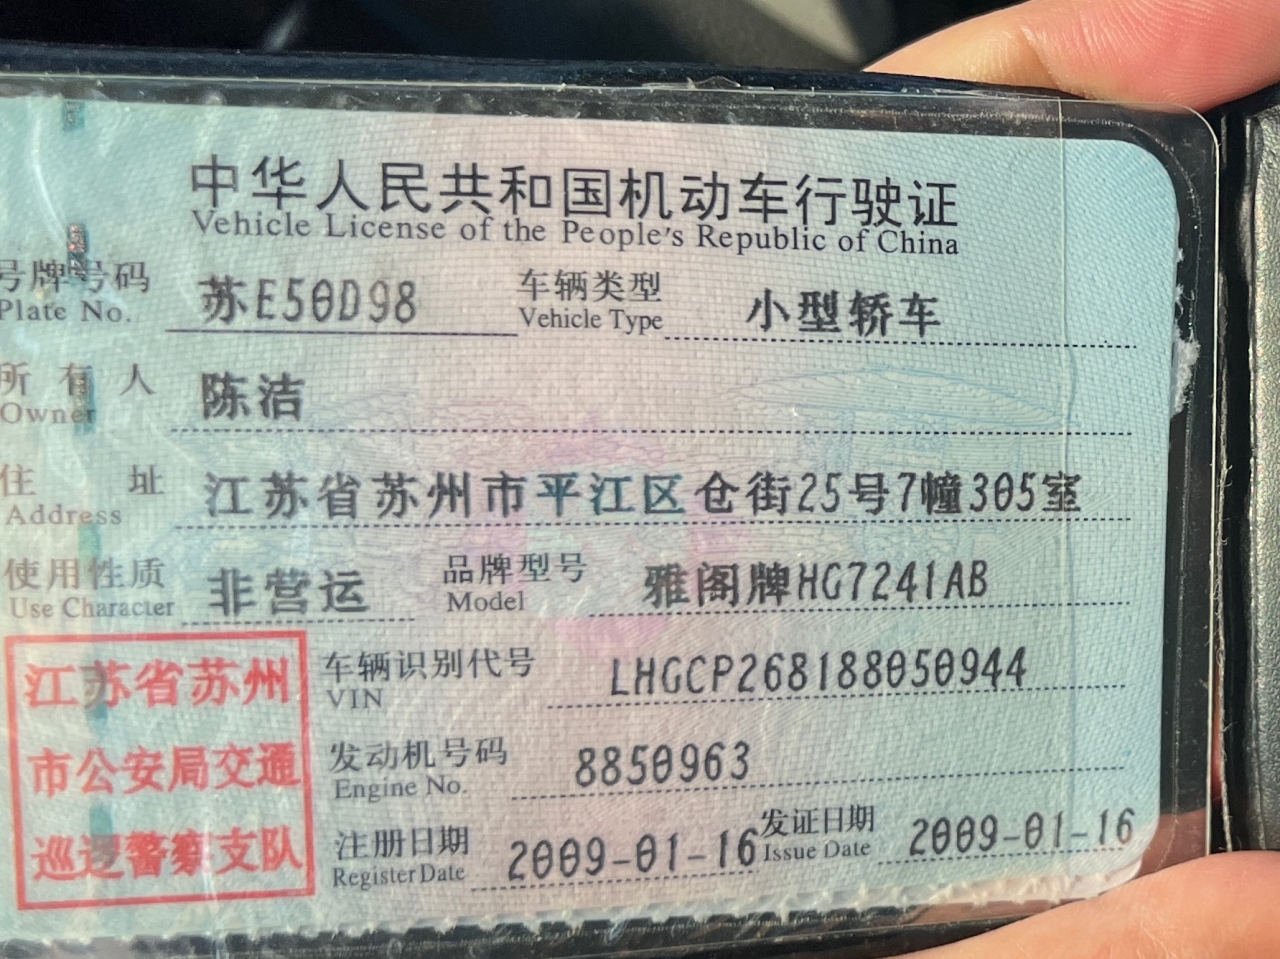 中华人民共和国机动车行驶证
Vehicle License of the People's Republic of China
号牌号码 苏E50D98 车辆类型 小型轿车
Plate No. Vehicle Type
所有人 陈洁
Owner
住址 江苏省苏州市平江区仓街25号7幢305室
Address
使用性质 非营运 品牌型号 雅阁牌HG7241AB
Use Character Model
江苏省苏州
市公安局交通
巡逻警察支队
车辆识别代号 LHGCP268188050944
VIN
发动机号码 8850963
Engine No.
注册日期 2009-01-16 发证日期 2009-01-16
Register Date Issue Date